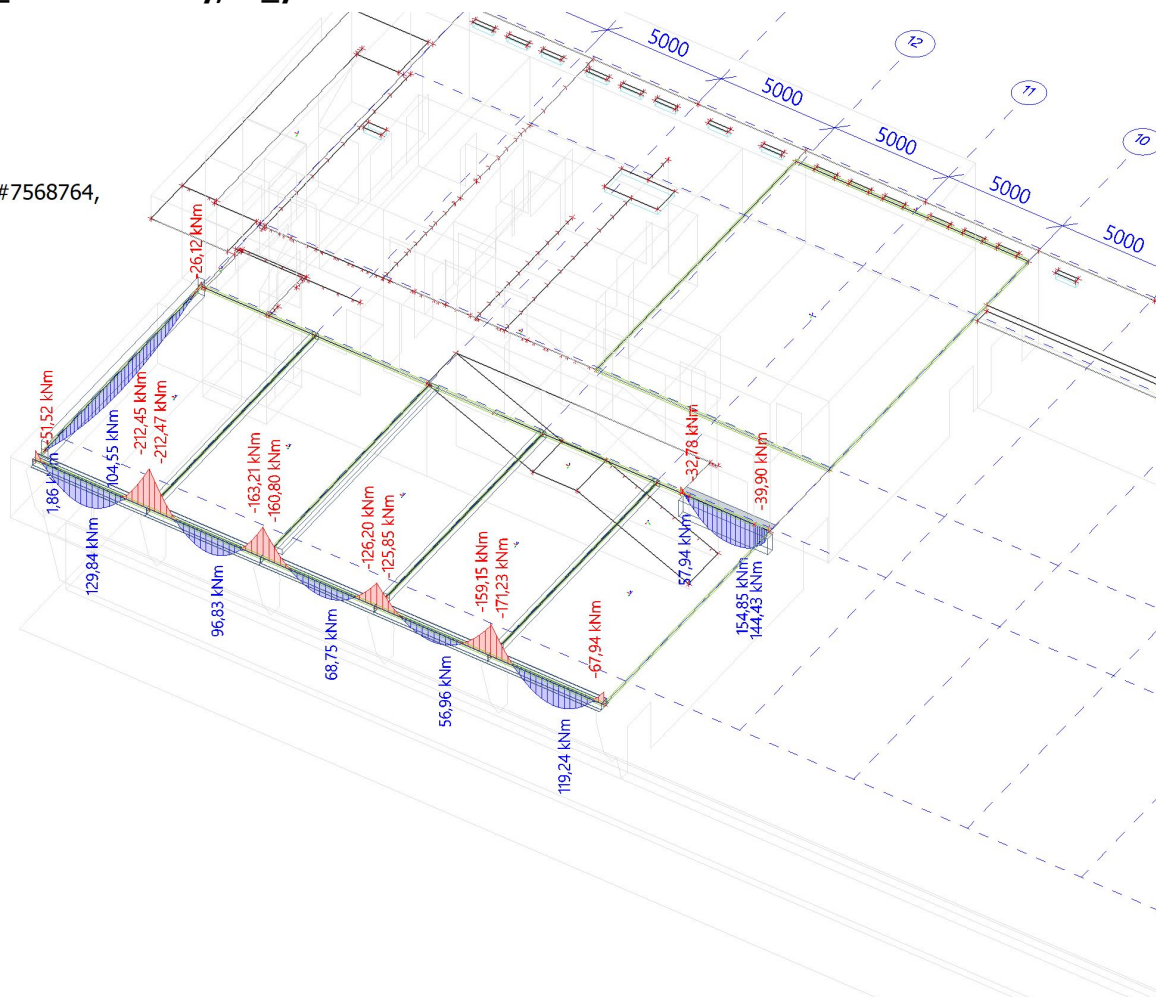 5000
12
5000
11
5000
10
5000
5000
#7568764,
-26,12 kNm
-51,52 kNm
104,55 kNm
-212,45 kNm
-212,47 kNm
129,84 kNm
-163,21 kNm
-160,80 kNm
96,83 kNm
-126,20 kNm
-125,85 kNm
68,75 kNm
-159,15 kNm
-171,23 kNm
56,96 kNm
-67,94 kNm
119,24 kNm
-32,78 kNm
-39,90 kNm
57,94 kNm
154,85 kNm
144,43 kNm